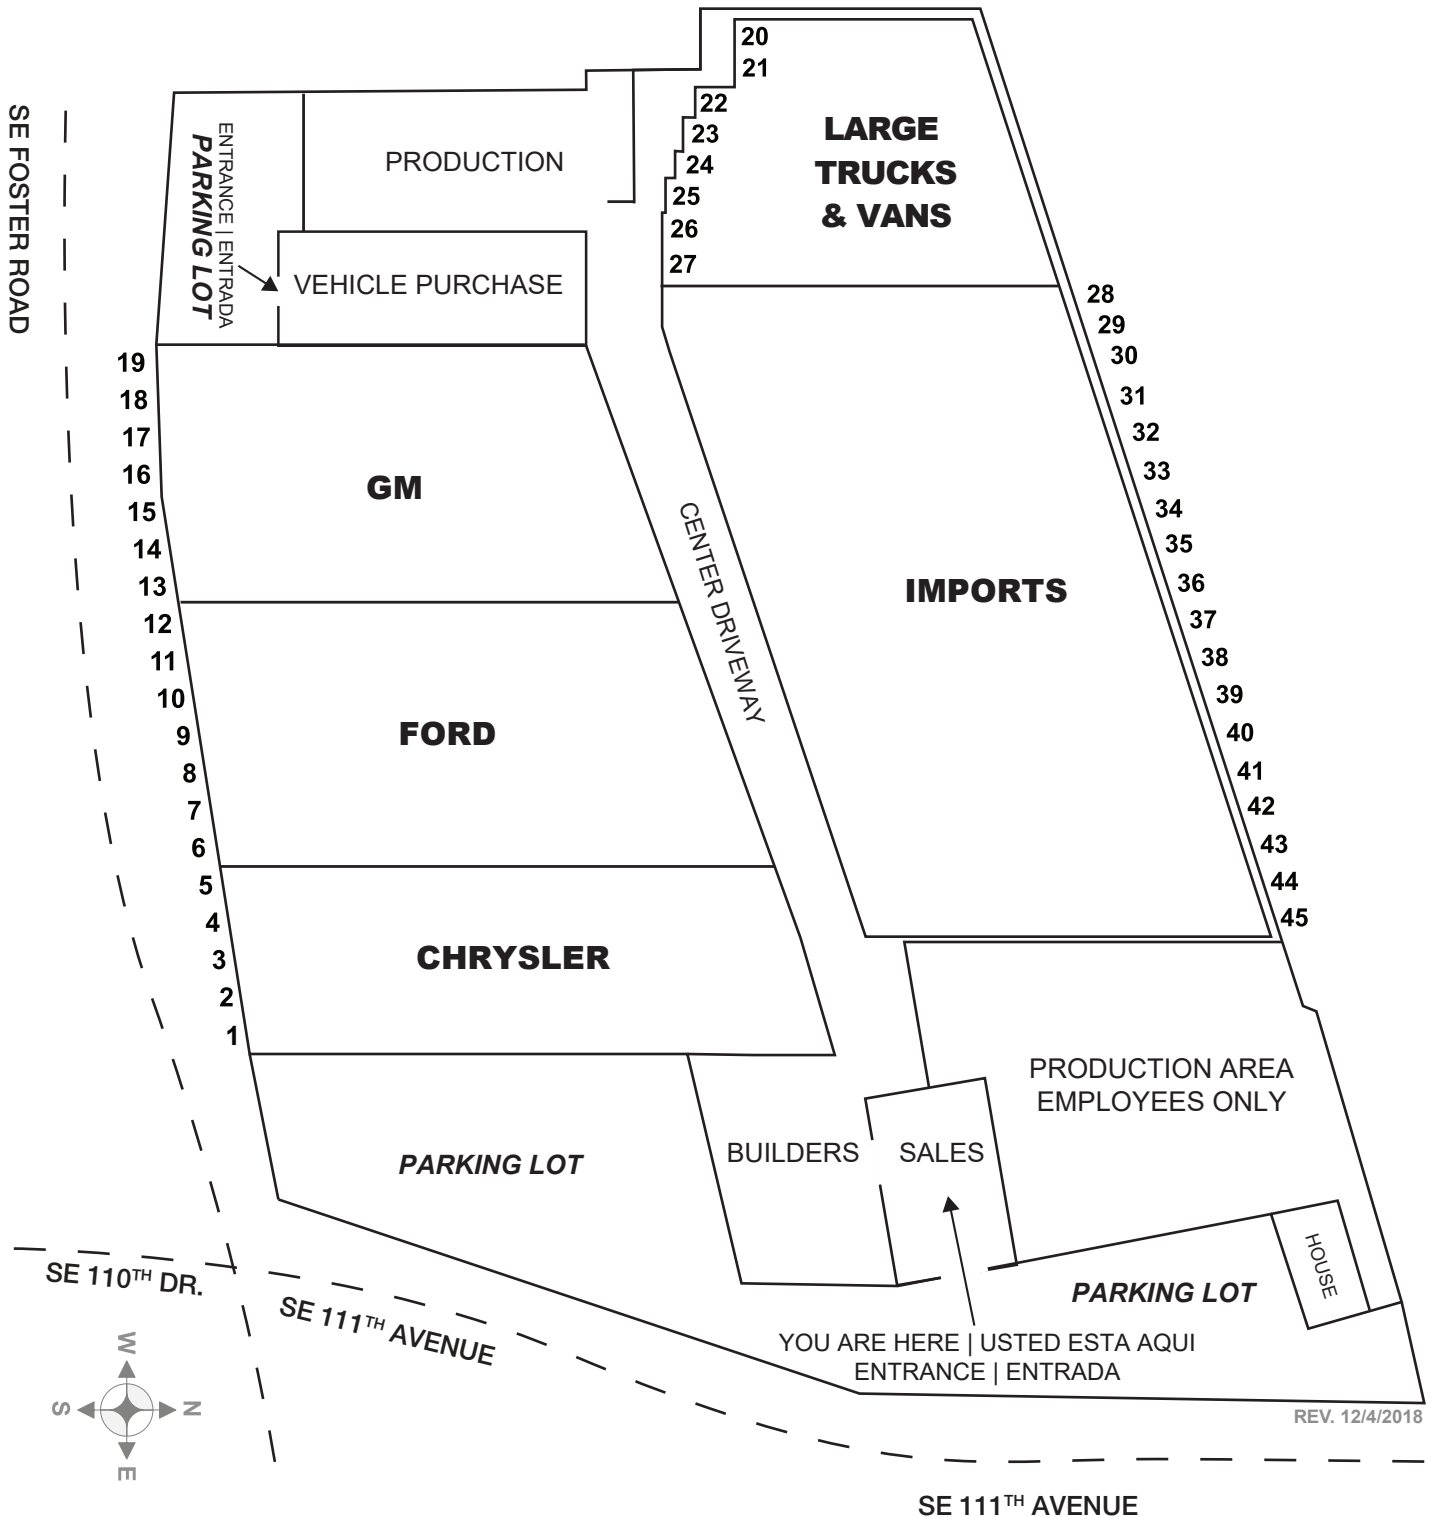 20
21
22
23
24
25
26
27
LARGE
TRUCKS
& VANS
PRODUCTION
ENTRANCE | ENTRADA
PARKING LOT
VEHICLE PURCHASE
SE FOSTER ROAD
19
18
17
16
15
14
13
12
11
10
9
8
7
6
5
4
3
2
1
GM
FORD
CHRYSLER
CENTER DRIVEWAY
IMPORTS
28
29
30
31
32
33
34
35
36
37
38
39
40
41
42
43
44
45
PRODUCTION AREA
EMPLOYEES ONLY
BUILDERS
SALES
PARKING LOT
HOUSE
PARKING LOT
YOU ARE HERE | USTED ESTA AQUI
ENTRANCE | ENTRADA
SE 110TH DR.
SE 111TH AVENUE
W
S
N
E
REV. 12/4/2018
SE 111TH AVENUE